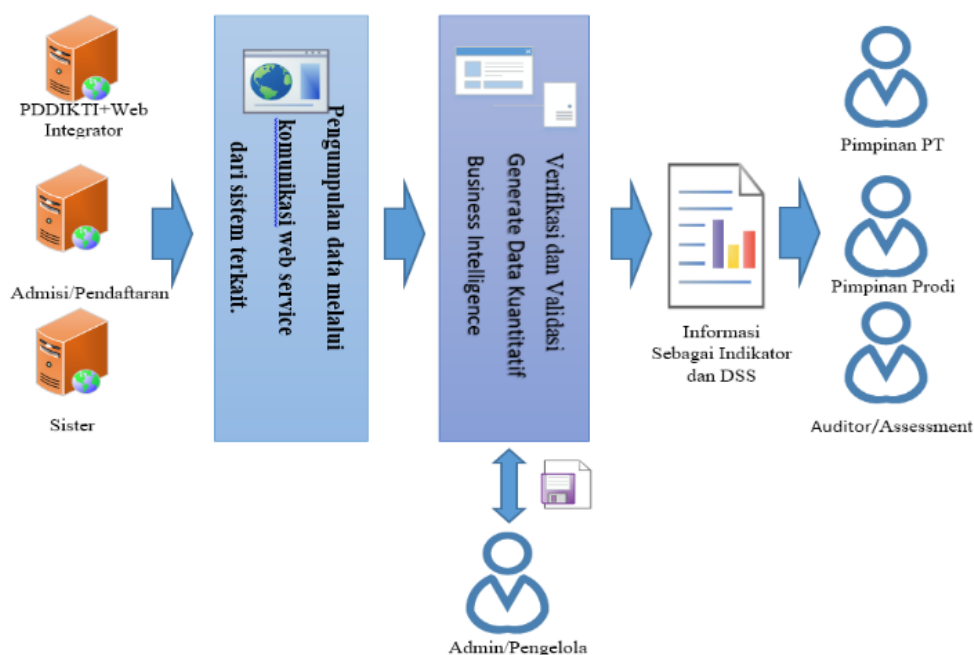 PDDIKTI+Web
Integrator
Admisi/Pendaftaran
Sister
Pengumpulan data melalui
komunikasi web service
dari sistem terkait.
Verifikasi dan Validasi
Generate Data Kuantitatif
Business Intelligence
Informasi
Sebagai Indikator
dan DSS
Pimpinan PT
Pimpinan Prodi
Auditor/Assessment
Admin/Pengelola